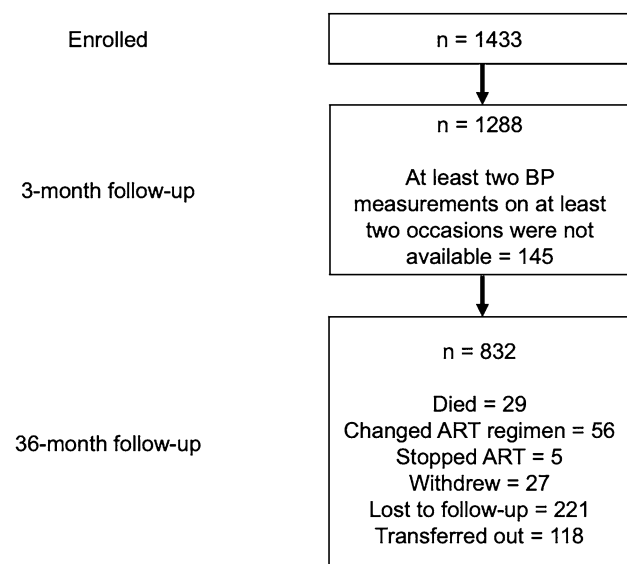 Enrolled
n = 1433
3-month follow-up
n = 1288
At least two BP
measurements on at least
two occasions were not
available = 145
36-month follow-up
n = 832
Died = 29
Changed ART regimen = 56
Stopped ART = 5
Withdrew = 27
Lost to follow-up = 221
Transferred out = 118